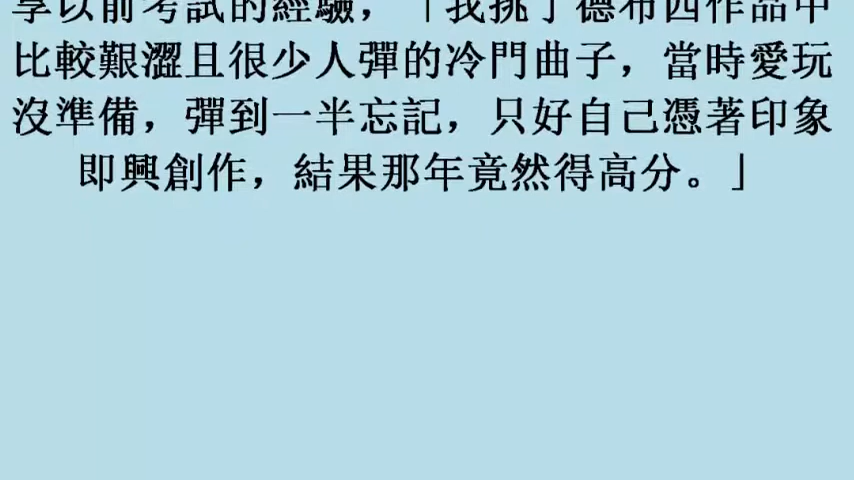 享以前考試的經驗，「我挑了德布西作品中
比較艱澀且很少人彈的冷門曲子，當時愛玩
沒準備，彈到一半忘記，只好自己憑著印象
即興創作，結果那年竟然得高分。」